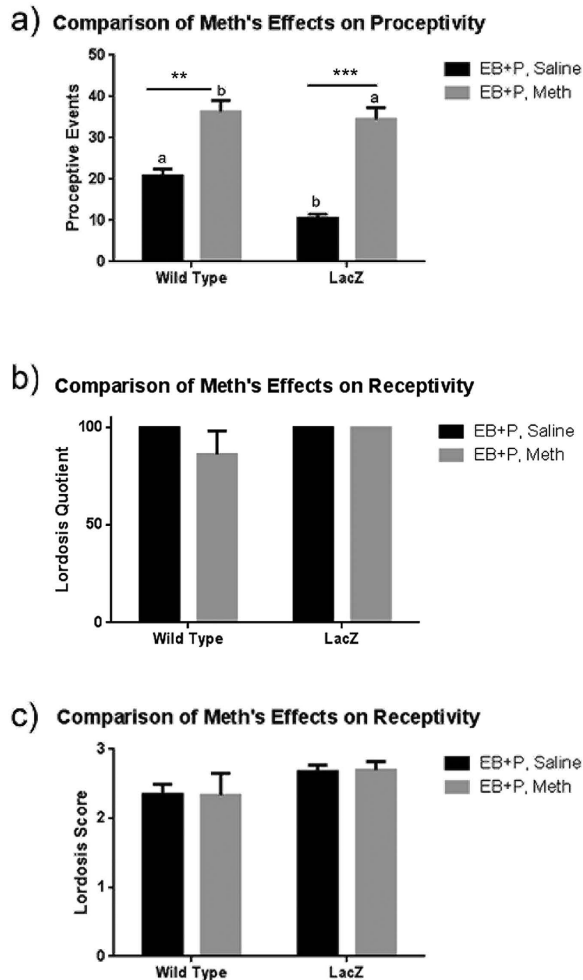 a) Comparison of Meth's Effects on Proceptivity
50
40
30
20
10
0
Proceptive Events
**
a
b
***
b
a
Wild Type
LacZ
EB+P, Saline
EB+P, Meth
b) Comparison of Meth's Effects on Receptivity
100
50
0
Lordosis Quotient
Wild Type
LacZ
EB+P, Saline
EB+P, Meth
c) Comparison of Meth's Effects on Receptivity
3
2
1
0
Lordosis Score
Wild Type
LacZ
EB+P, Saline
EB+P, Meth